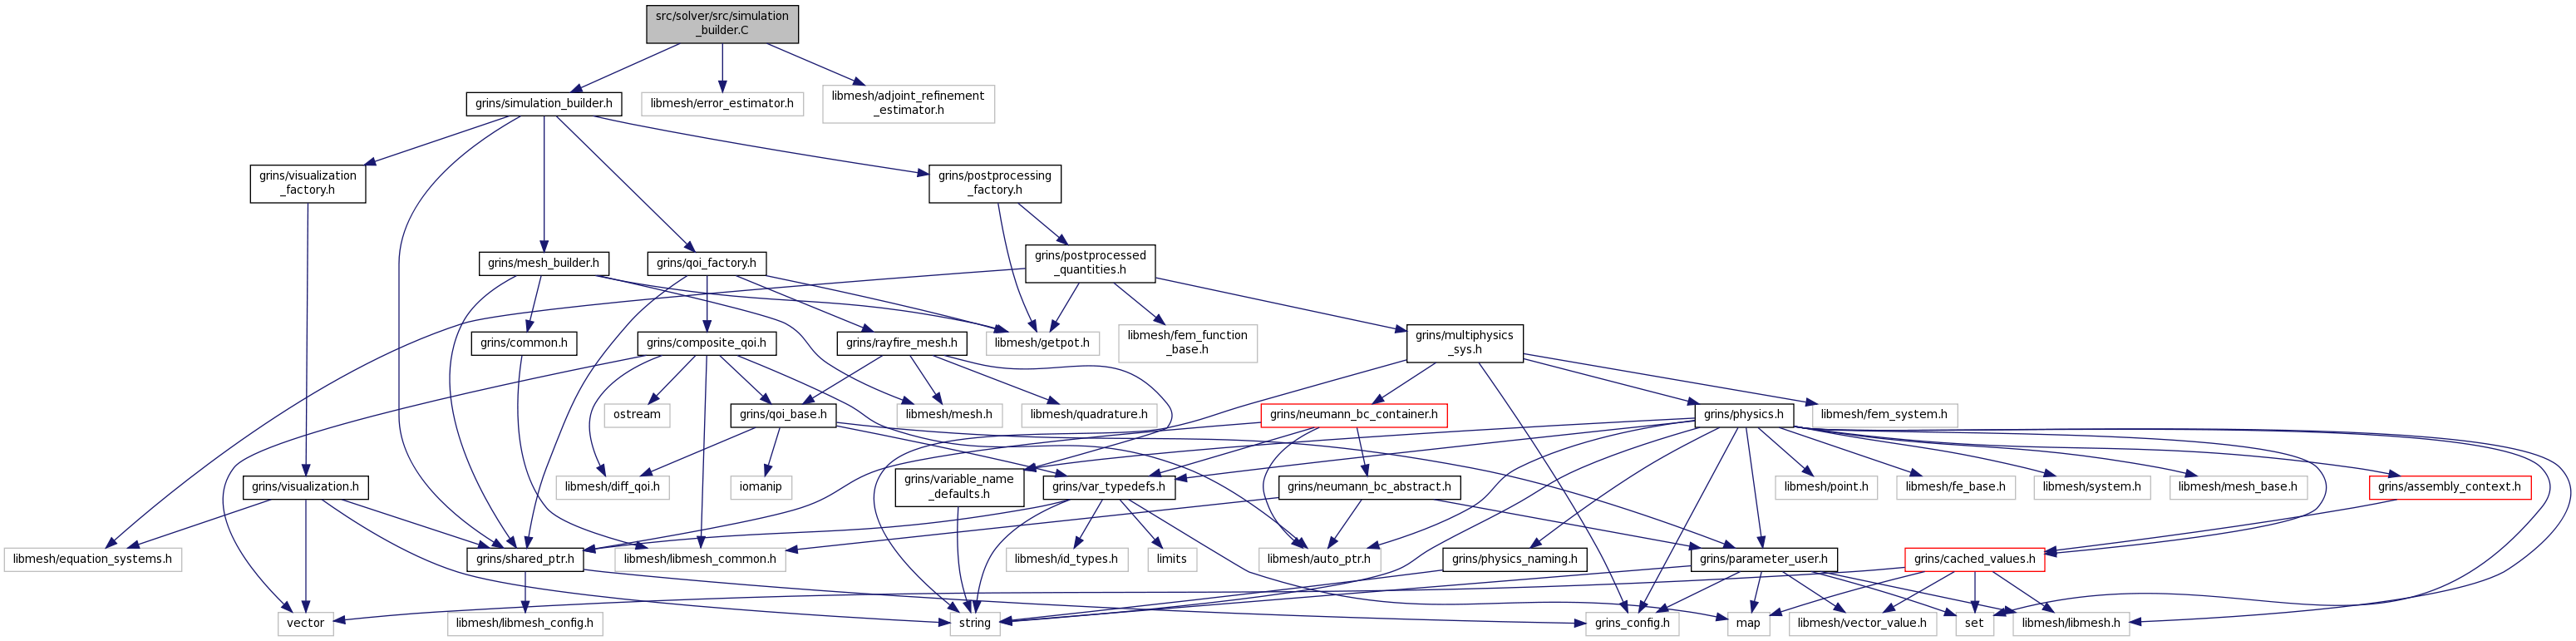 src/solver/src/simulation
_builder.C
grins/simulation_builder.h
libmesh/error_estimator.h
libmesh/adjoint_refinement
_estimator.h
grins/visualization
_factory.h
grins/postprocessing
_factory.h
grins/mesh_builder.h
grins/qoi_factory.h
grins/postprocessed
_quantities.h
grins/common.h
grins/composite_qoi.h
grins/rayfire_mesh.h
libmesh/getpot.h
libmesh/fem_function
_base.h
grins/multiphysics
_sys.h
ostream
grins/qoi_base.h
libmesh/mesh.h
libmesh/quadrature.h
grins/neumann_bc_container.h
grins/physics.h
libmesh/fem_system.h
grins/visualization.h
libmesh/diff_qoi.h
iomanip
grins/variable_name
_defaults.h
grins/var_typedefs.h
grins/neumann_bc_abstract.h
libmesh/point.h
libmesh/fe_base.h
libmesh/system.h
libmesh/mesh_base.h
grins/assembly_context.h
libmesh/equation_systems.h
grins/shared_ptr.h
libmesh/libmesh_common.h
libmesh/id_types.h
limits
libmesh/auto_ptr.h
grins/physics_naming.h
grins/parameter_user.h
grins/cached_values.h
vector
libmesh/libmesh_config.h
string
grins_config.h
map
libmesh/vector_value.h
set
libmesh/libmesh.h